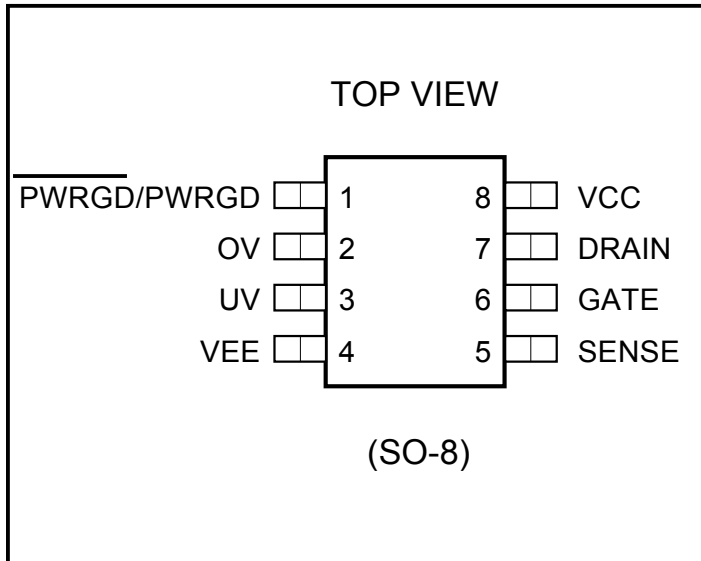 TOP VIEW
PWRGD/PWRGD 1 8 VCC
OV 2 7 DRAIN
UV 3 6 GATE
VEE 4 5 SENSE
(SO-8)